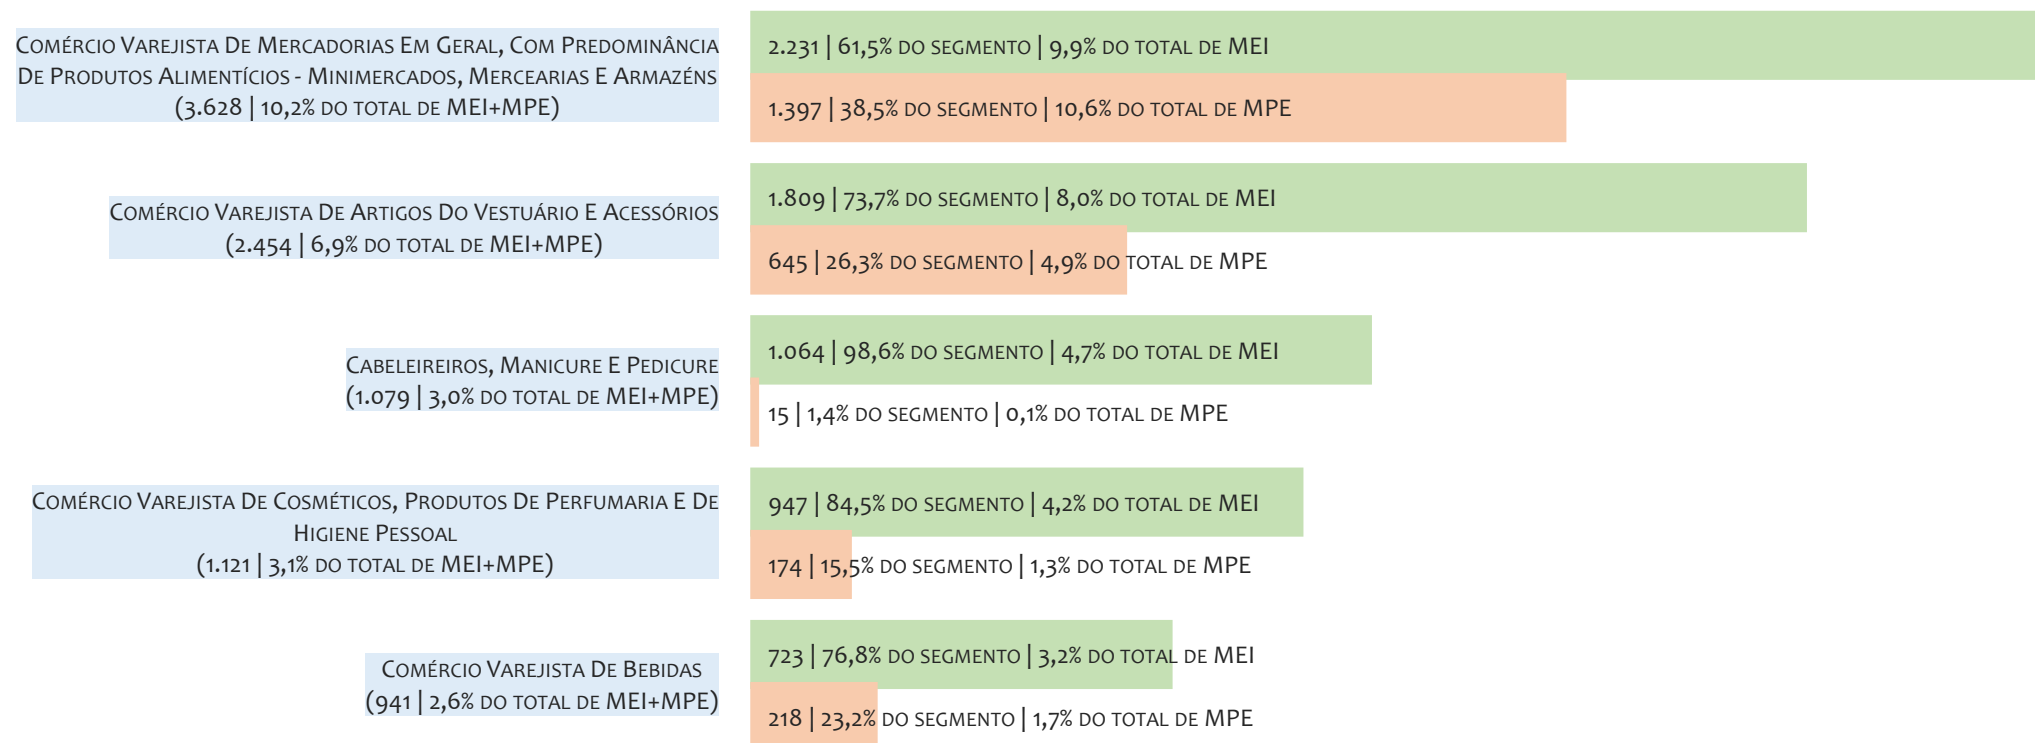 Comércio Varejista De Mercadorias Em Geral, Com Predominância
De Produtos Alimentícios - Minimercados, Mercearias E Armazéns
(3.628 | 10,2% do total de MEI+MPE)
2.231 | 61,5% do segmento | 9,9% do total de MEI
1.397 | 38,5% do segmento | 10,6% do total de MPE
Comércio Varejista De Artigos Do Vestuário E Acessórios
(2.454 | 6,9% do total de MEI+MPE)
1.809 | 73,7% do segmento | 8,0% do total de MEI
645 | 26,3% do segmento | 4,9% do total de MPE
Cabeleireiros, Manicure E Pedicure
(1.079 | 3,0% do total de MEI+MPE)
1.064 | 98,6% do segmento | 4,7% do total de MEI
15 | 1,4% do segmento | 0,1% do total de MPE
Comércio Varejista De Cosméticos, Produtos De Perfumaria E De
Higiene Pessoal
(1.121 | 3,1% do total de MEI+MPE)
947 | 84,5% do segmento | 4,2% do total de MEI
174 | 15,5% do segmento | 1,3% do total de MPE
Comércio Varejista De Bebidas
(941 | 2,6% do total de MEI+MPE)
723 | 76,8% do segmento | 3,2% do total de MEI
218 | 23,2% do segmento | 1,7% do total de MPE